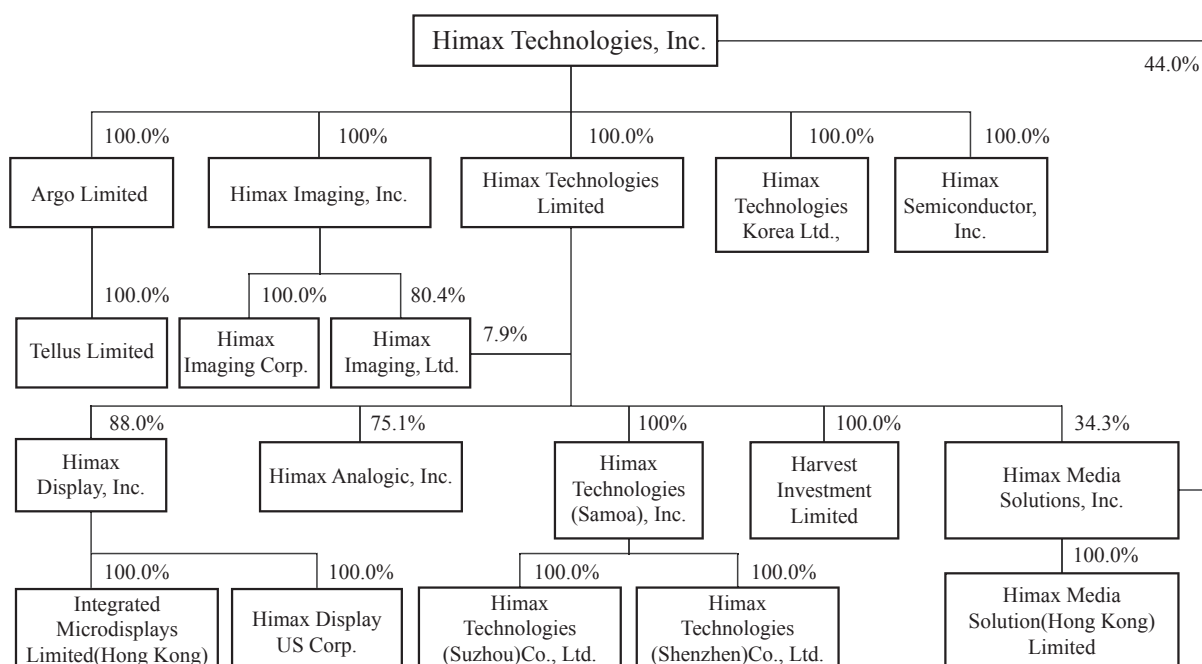 Himax Technologies, Inc.
44.0%
100.0%
100%
100.0%
100.0%
100.0%
Argo Limited
Himax Imaging, Inc.
Himax Technologies
Limited
Himax
Technologies
Korea Ltd.,
Himax
Semiconductor,
Inc.
100.0%
100.0%
80.4%
7.9%
Tellus Limited
Himax
Imaging Corp.
Himax
Imaging, Ltd.
88.0%
75.1%
100%
100.0%
34.3%
Himax
Display, Inc.
Himax Analogic, Inc.
Himax
Technologies
(Samoa), Inc.
Harvest
Investment
Limited
Himax Media
Solutions, Inc.
100.0%
100.0%
100.0%
100.0%
100.0%
Integrated
Microdisplays
Limited(Hong Kong)
Himax Display
US Corp.
Himax
Technologies
(Suzhou)Co., Ltd.
Himax
Technologies
(Shenzhen)Co., Ltd.
Himax Media
Solution(Hong Kong)
Limited